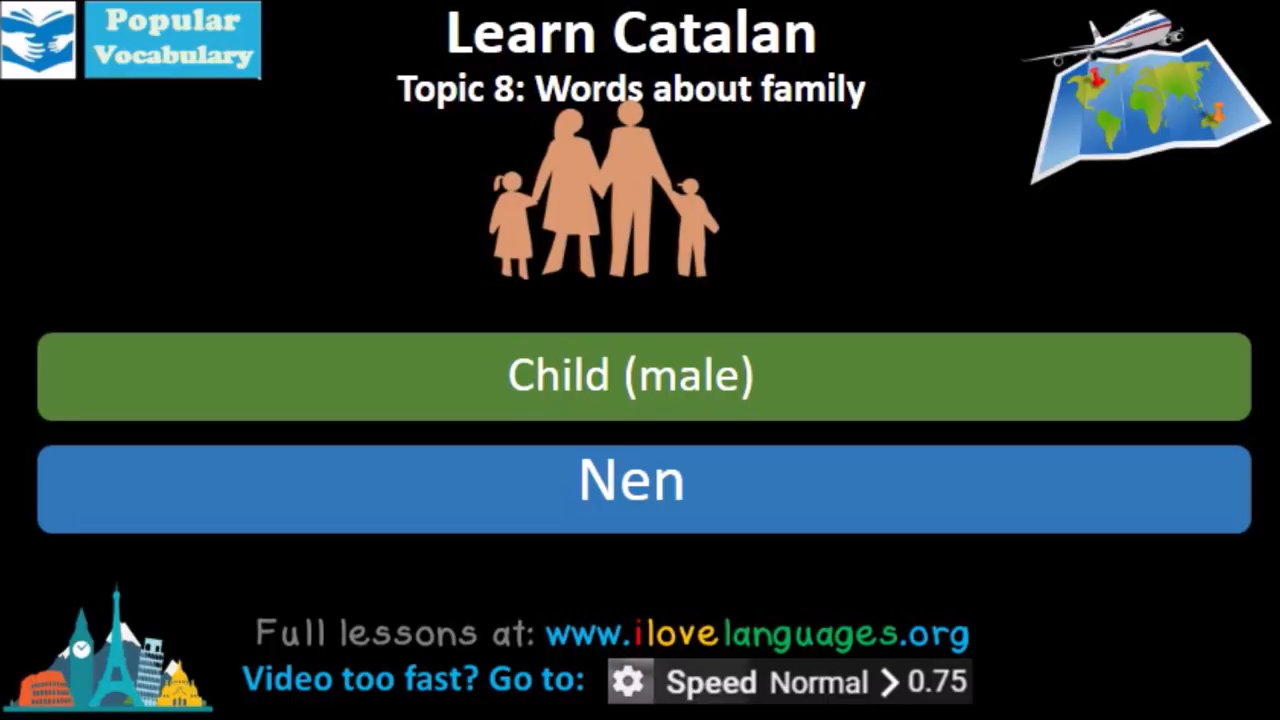 Popular
Vocabulary
Learn Catalan
Topic 8: Words about family
Child (male)
Nen
Full lessons at: www.ilovelanguages.org
Video too fast? Go to: Speed Normal > 0.75